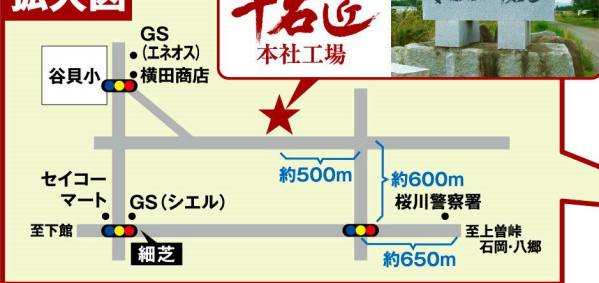 拡大図
千石匠
本社工場
GS
(エネオス)
横田商店
谷貝小
約500m
約600m
セイコー
マート
GS(シエル)
桜川警察署
至下館
細芝
約650m
至上曽峠
石岡・八郷